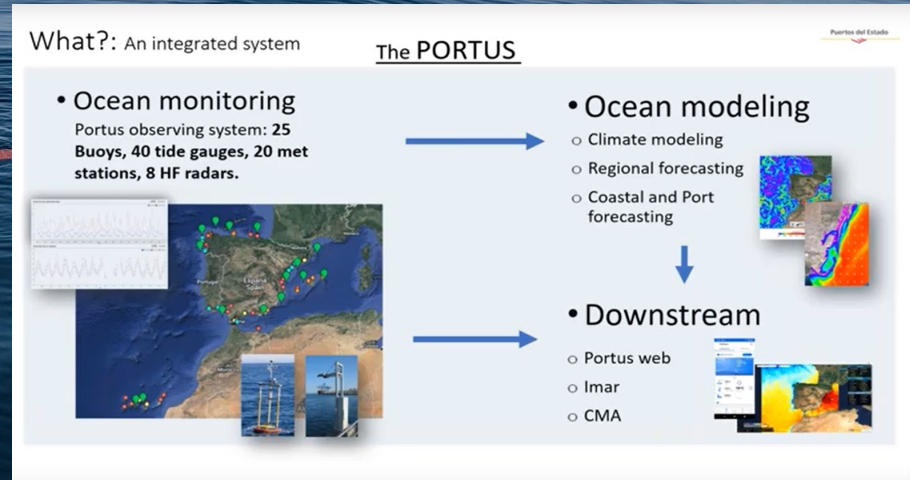 What?: An integrated system
The PORTUS
Puertos del Estado
• Ocean monitoring
Portus observing system: 25
Buoys, 40 tide gauges, 20 met
stations, 8 HF radars.
• Ocean modeling
o Climate modeling
o Regional forecasting
o Coastal and Port
forecasting
Portugal
España
Spain
• Downstream
o Portus web
o Imar
o CMA